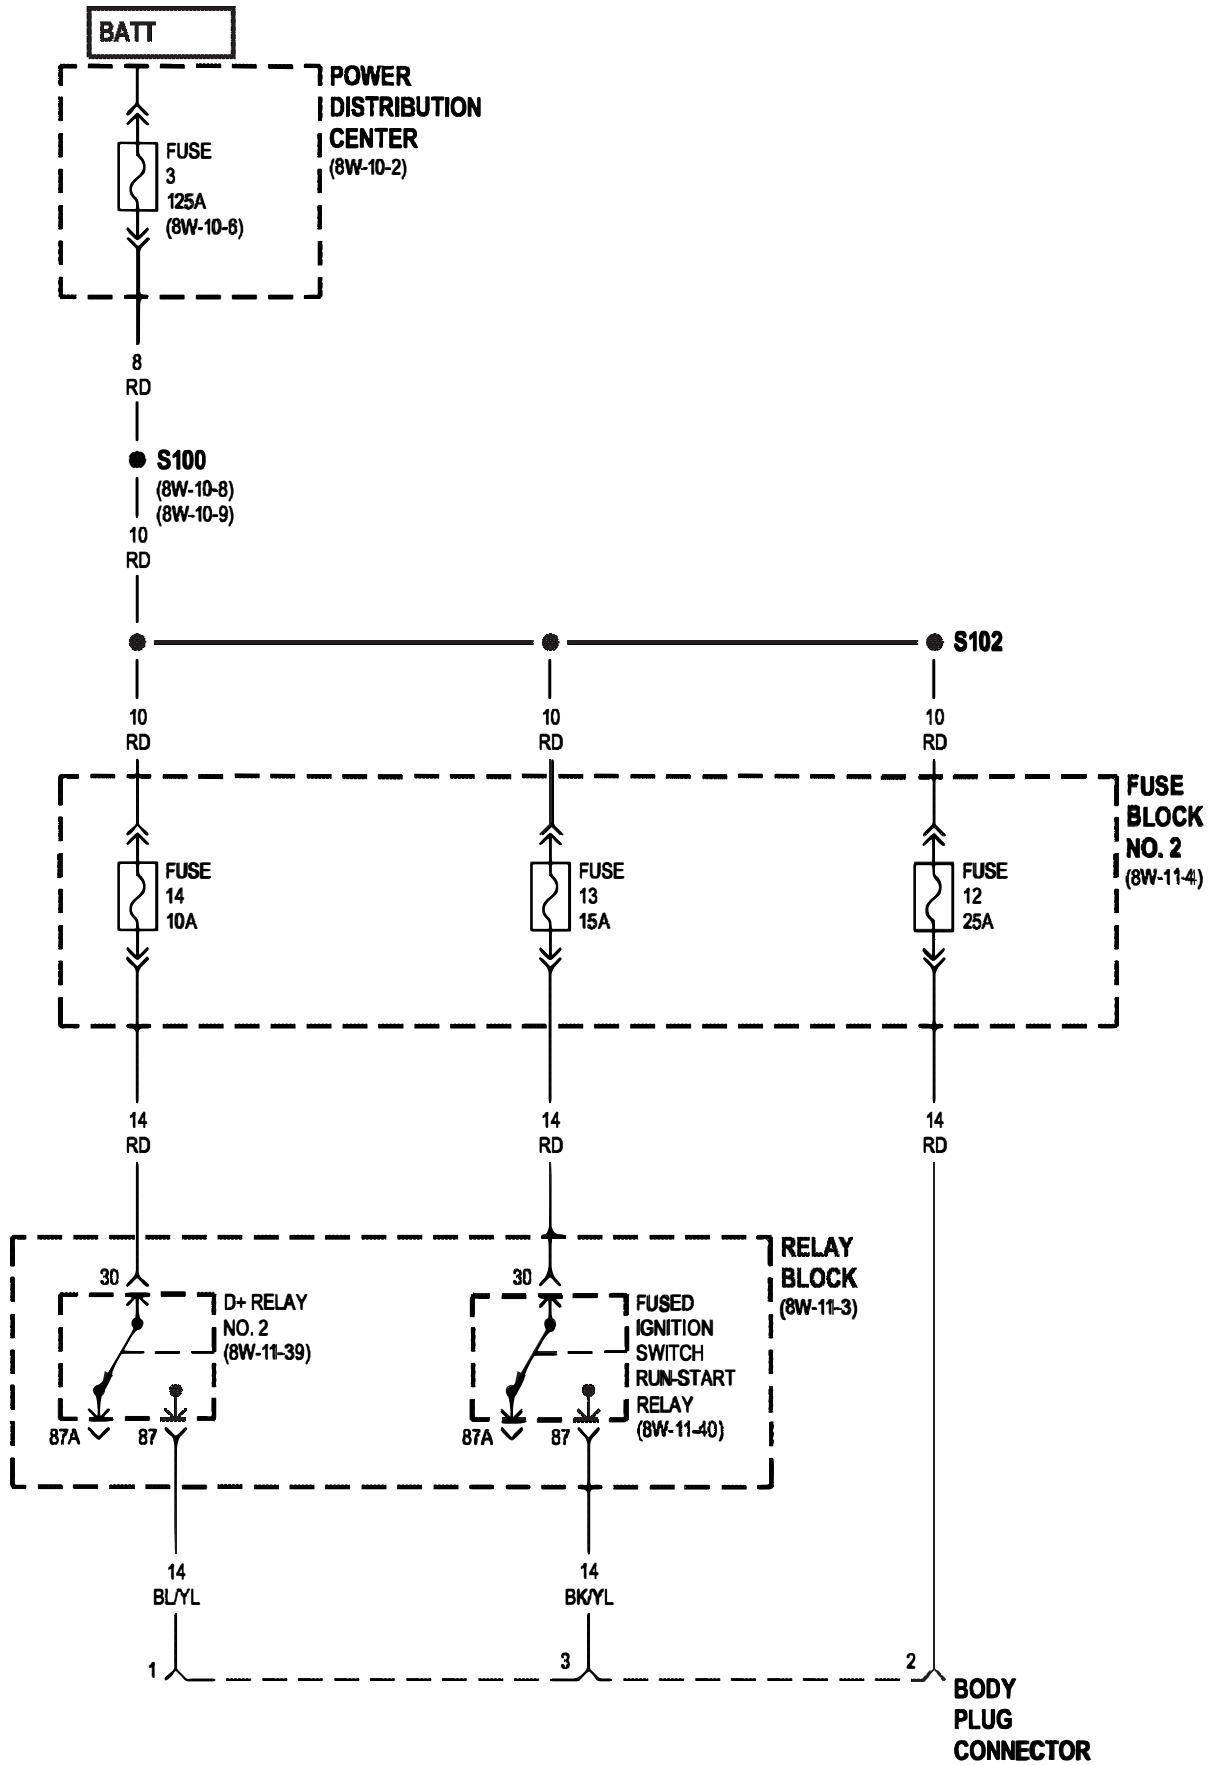 BATT
POWER
DISTRIBUTION
CENTER
(8W-10-2)
FUSE
3
125A
(8W-10-6)
8
RD
S100
(8W-10-8)
(8W-10-9)
10
RD
S102
10
RD
10
RD
10
RD
FUSE
BLOCK
NO. 2
(8W-11-4)
FUSE
14
10A
FUSE
13
15A
FUSE
12
25A
14
RD
14
RD
14
RD
RELAY
BLOCK
(8W-11-3)
30
D+ RELAY
NO. 2
(8W-11-39)
87A
87
30
FUSED
IGNITION
SWITCH
RUN-START
RELAY
(8W-11-40)
87A
87
14
BL/YL
14
BK/YL
1
3
2
BODY
PLUG
CONNECTOR